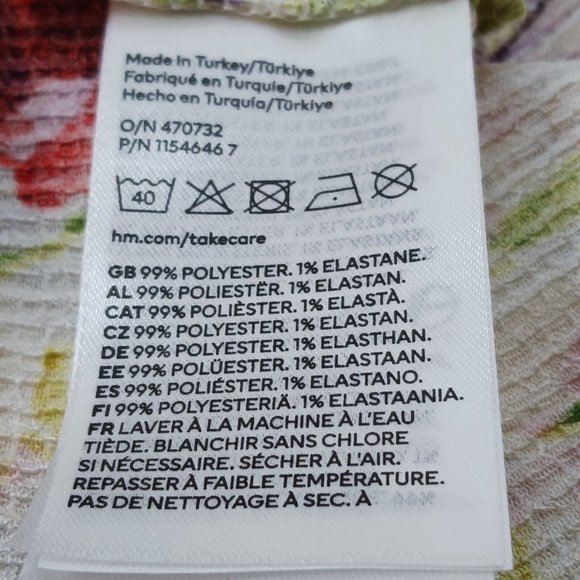 Made in Turkey/Türkiye
Fabriqué en Turquie/Türkiye
Hecho en Turquía/Türkiye
O/N 470732
P/N 1154646 7
40
hm.com/takecare
GB 99% POLYESTER. 1% ELASTANE.
AL 99% POLIESTËR. 1% ELASTAN.
CAT 99% POLIÈSTER. 1% ELASTÀ.
CZ 99% POLYESTER. 1% ELASTAN.
DE 99% POLYESTER. 1% ELASTHAN.
EE 99% POLÜESTER. 1% ELASTAAN.
ES 99% POLIÉSTER. 1% ELASTANO.
FI 99% POLYESTERIÄ. 1% ELASTAANIA.
FR LAVER À LA MACHINE À L'EAU
TIÈDE. BLANCHIR SANS CHLORE
SI NÉCESSAIRE. SÉCHER À L'AIR.
REPASSER À FAIBLE TEMPÉRATURE.
PAS DE NETTOYAGE À SEC. À